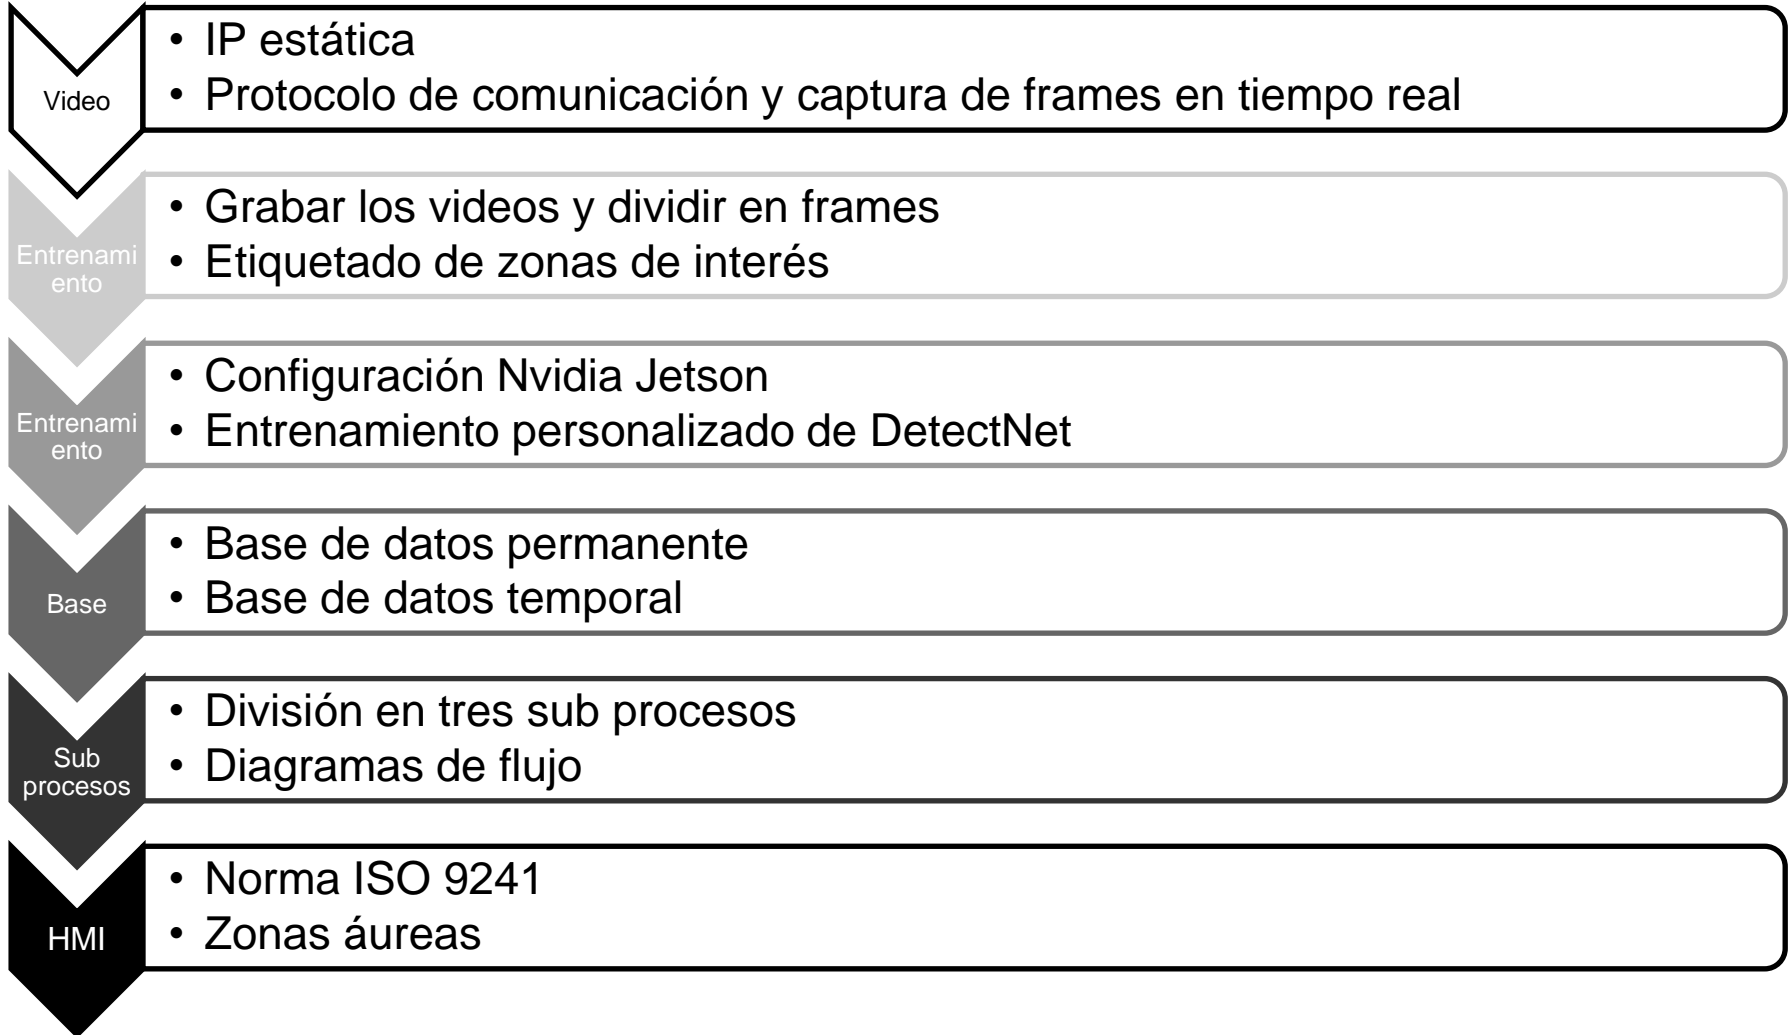 Video
• IP estática
• Protocolo de comunicación y captura de frames en tiempo real
Entrenami
ento
• Grabar los videos y dividir en frames
• Etiquetado de zonas de interés
Entrenami
ento
• Configuración Nvidia Jetson
• Entrenamiento personalizado de DetectNet
Base
• Base de datos permanente
• Base de datos temporal
Sub
procesos
• División en tres sub procesos
• Diagramas de flujo
HMI
• Norma ISO 9241
• Zonas áureas